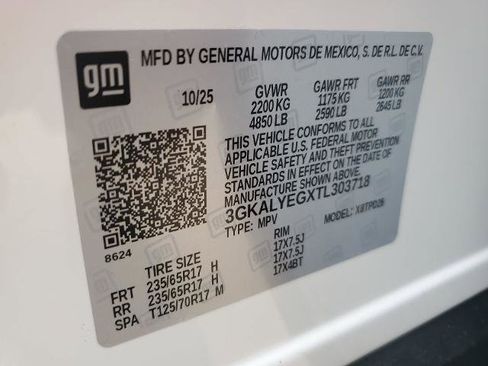 gm
MFD BY GENERAL MOTORS DE MEXICO, S. DE R.L. DE C.V.
10/25 GVWR GAWR FRT GAWR RR
2200 KG 1175 KG 1200 KG
4850 LB 2590 LB 2645 LB
THIS VEHICLE CONFORMS TO ALL
APPLICABLE U.S. FEDERAL MOTOR
VEHICLE SAFETY AND THEFT PREVENTION
STANDARDS IN EFFECT ON THE DATE OF
MANUFACTURE SHOWN ABOVE.
3GKALYEGXTL303718
TYPE: MPV MODEL:
8624
TIRE SIZE RIM
FRT 235/65R17 H 17X7.5J
RR 235/65R17 H 17X7.5J
SPA T125/70R17 M 17X4BT